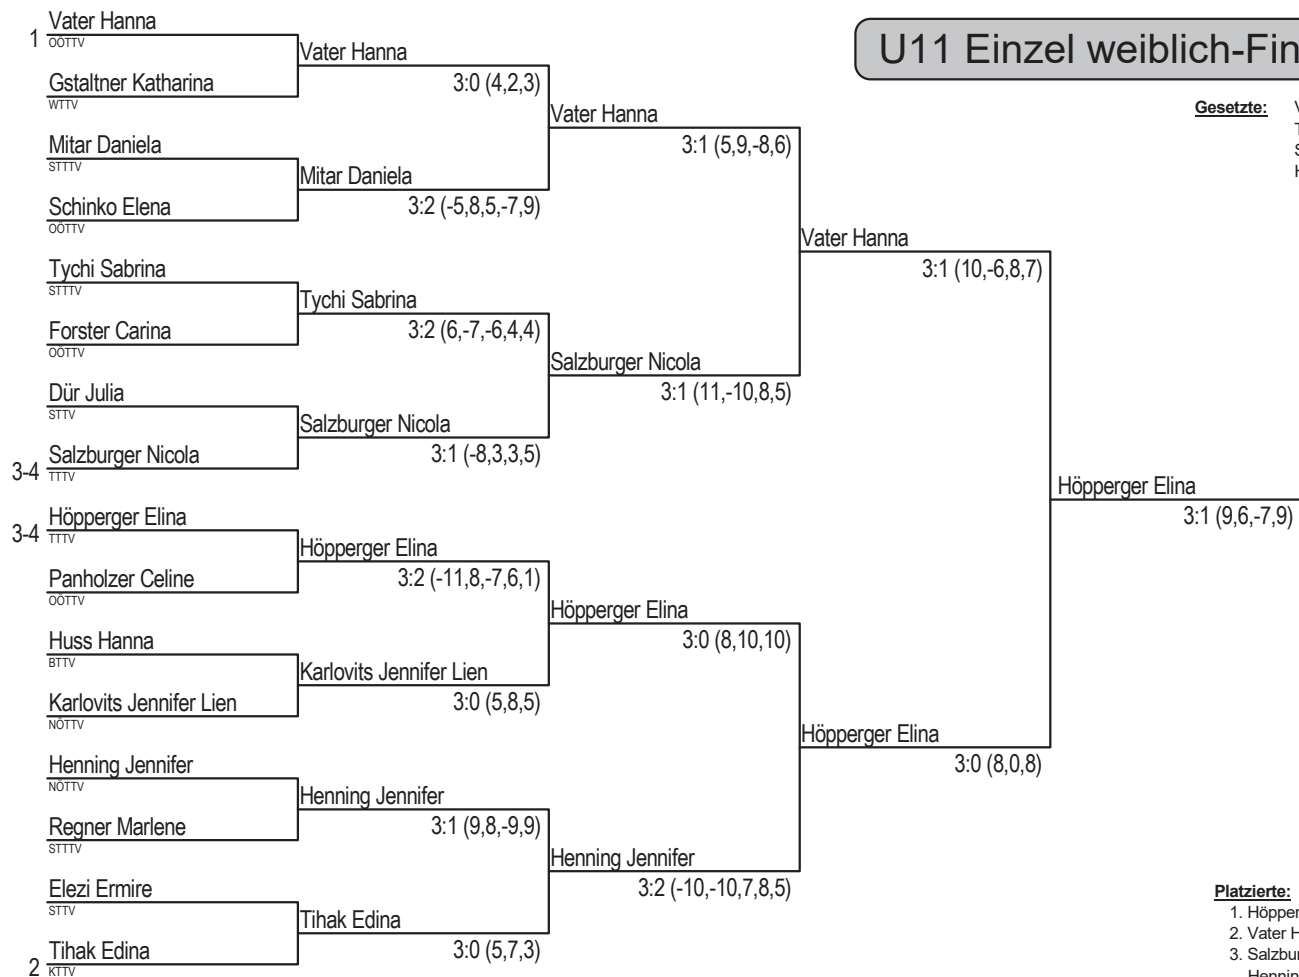 U11 Einzel weiblich-Fin
Gesetzte:
V
T
S
H
1 Vater Hanna
OÖTTV
Gstaltner Katharina
WTTV
Mitar Daniela
STTTV
Schinko Elena
OÖTTV
Tychi Sabrina
STTTV
Forster Carina
OÖTTV
Dür Julia
STTV
3-4 Salzburger Nicola
TTTV
3-4 Höpperger Elina
TTTV
Panholzer Celine
OÖTTV
Huss Hanna
BTTV
Karlovits Jennifer Lien
NÖTTV
Henning Jennifer
NÖTTV
Regner Marlene
STTTV
Elezi Ermire
STTV
2 Tihak Edina
KTTV
Vater Hanna
3:0 (4,2,3)
Mitar Daniela
3:2 (-5,8,5,-7,9)
Tychi Sabrina
3:2 (6,-7,-6,4,4)
Salzburger Nicola
3:1 (-8,3,3,5)
Höpperger Elina
3:2 (-11,8,-7,6,1)
Karlovits Jennifer Lien
3:0 (5,8,5)
Henning Jennifer
3:1 (9,8,-9,9)
Tihak Edina
3:0 (5,7,3)
Vater Hanna
3:1 (5,9,-8,6)
Salzburger Nicola
3:1 (11,-10,8,5)
Höpperger Elina
3:0 (8,10,10)
Henning Jennifer
3:2 (-10,-10,7,8,5)
Vater Hanna
3:1 (10,-6,8,7)
Höpperger Elina
3:0 (8,0,8)
Höpperger Elina
3:1 (9,6,-7,9)
Platzierte:
1. Höpper
2. Vater H
3. Salzbur
Henning